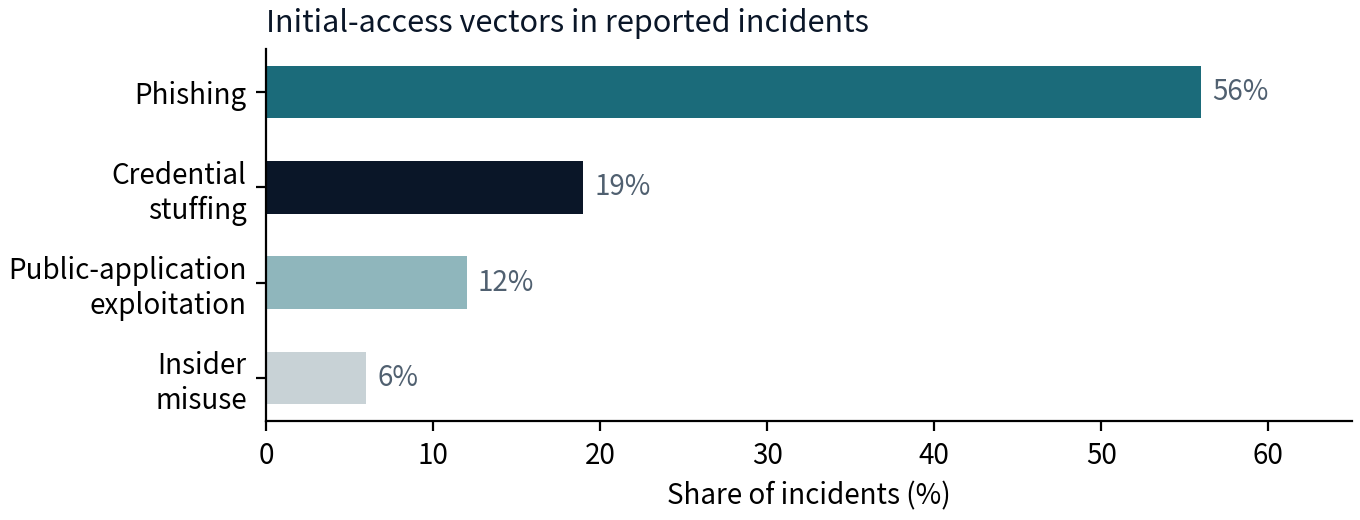 Initial-access vectors in reported incidents
Phishing
56%
Credential
stuffing
19%
Public-application
exploitation
12%
Insider
misuse
6%
0 10 20 30 40 50 60
Share of incidents (%)